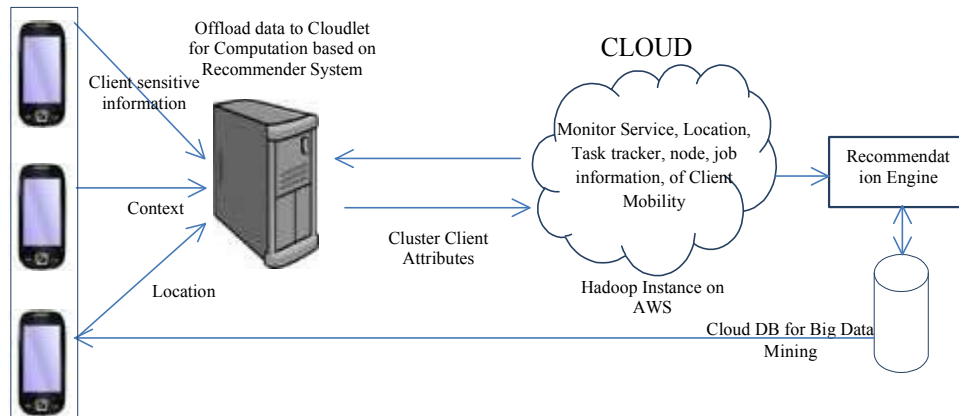 Offload data to Cloudlet
for Computation based on
Recommender System
Client sensitive
information
Context
Location
Cluster Client
Attributes
CLOUD
Monitor Service, Location,
Task tracker, node, job
information, of Client
Mobility
Hadoop Instance on
AWS
Recommendat
ion Engine
Cloud DB for Big Data
Mining